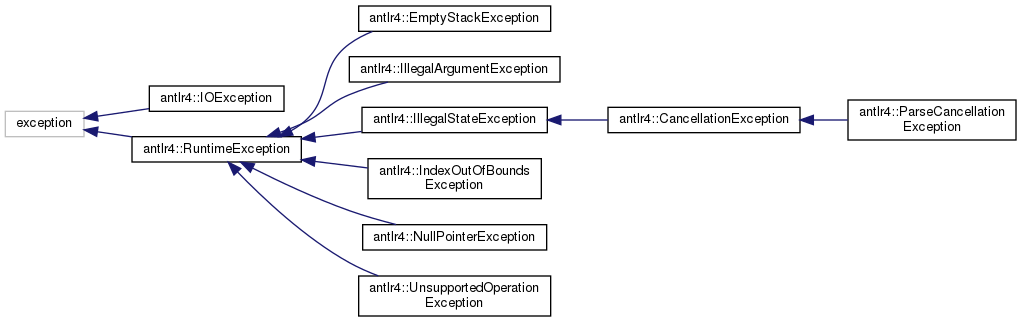 exception
antlr4::IOException
antlr4::RuntimeException
antlr4::EmptyStackException
antlr4::IllegalArgumentException
antlr4::IllegalStateException
antlr4::CancellationException
antlr4::ParseCancellation
Exception
antlr4::IndexOutOfBounds
Exception
antlr4::NullPointerException
antlr4::UnsupportedOperation
Exception